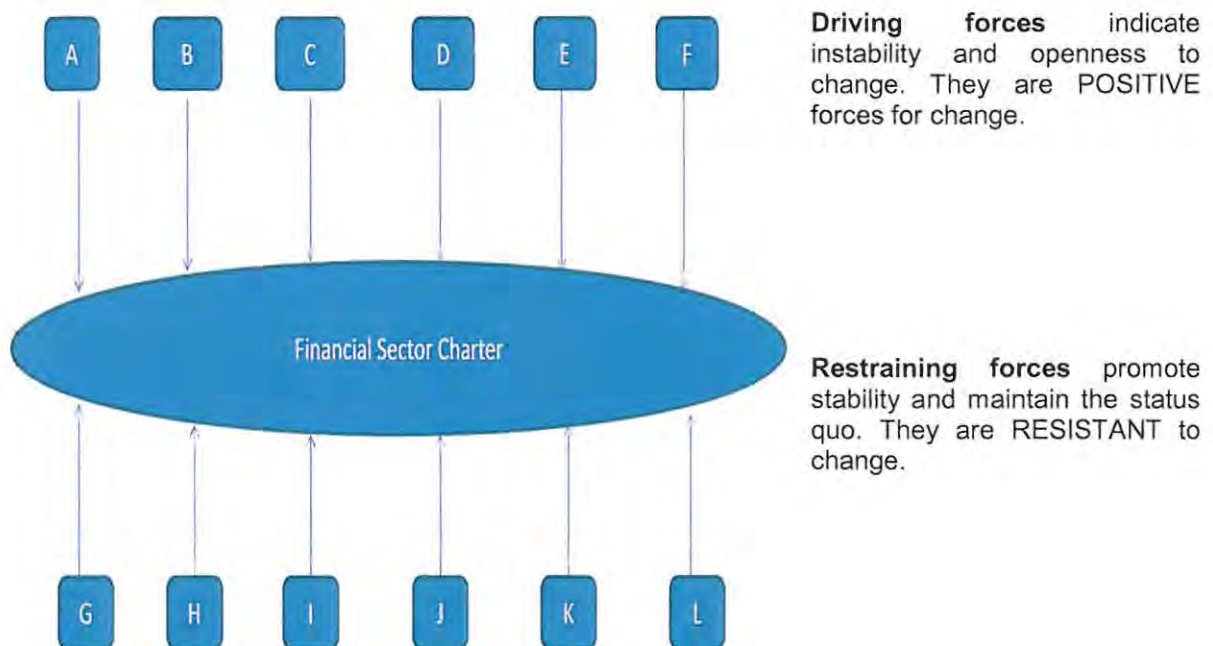 A B C D E F
Driving forces indicate
instability and openness to
change. They are POSITIVE
forces for change.
Financial Sector Charter
Restraining forces promote
stability and maintain the status
quo. They are RESISTANT to
change.
G H I J K L